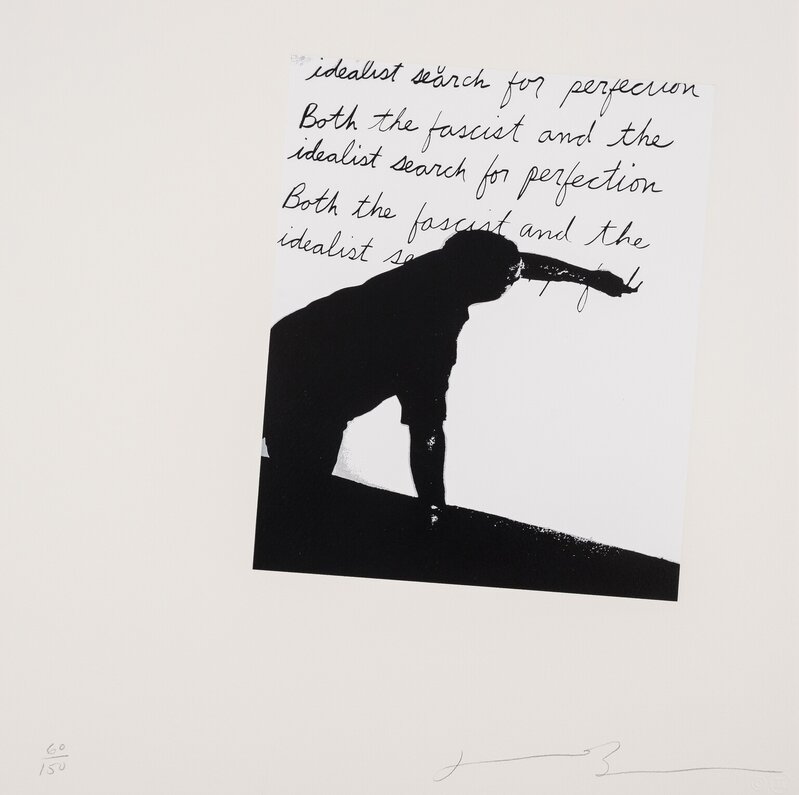 idealist search for perfection
Both the fascist and the
idealist search for perfection
Both the fascist and the
idealist
60
150